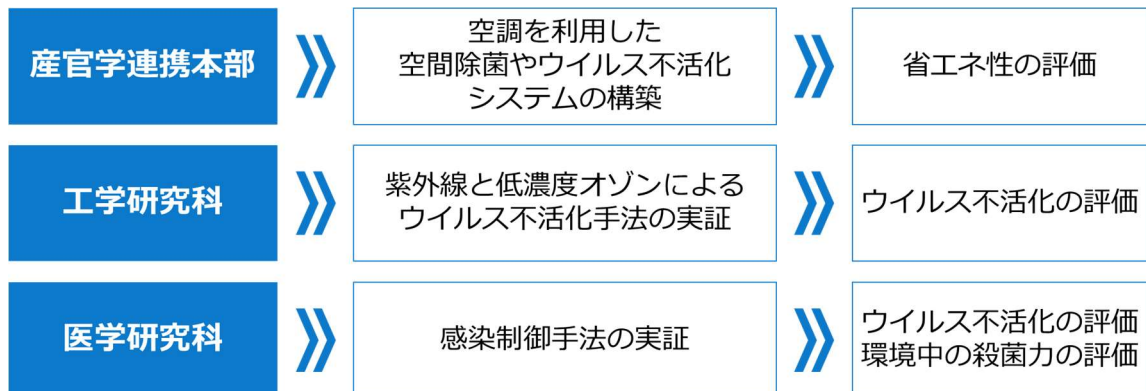 産官学連携本部
空調を利用した
空間除菌やウイルス不活化
システムの構築
省エネ性の評価
工学研究科
紫外線と低濃度オゾンによる
ウイルス不活化手法の実証
ウイルス不活化の評価
医学研究科
感染制御手法の実証
ウイルス不活化の評価
環境中の殺菌力の評価